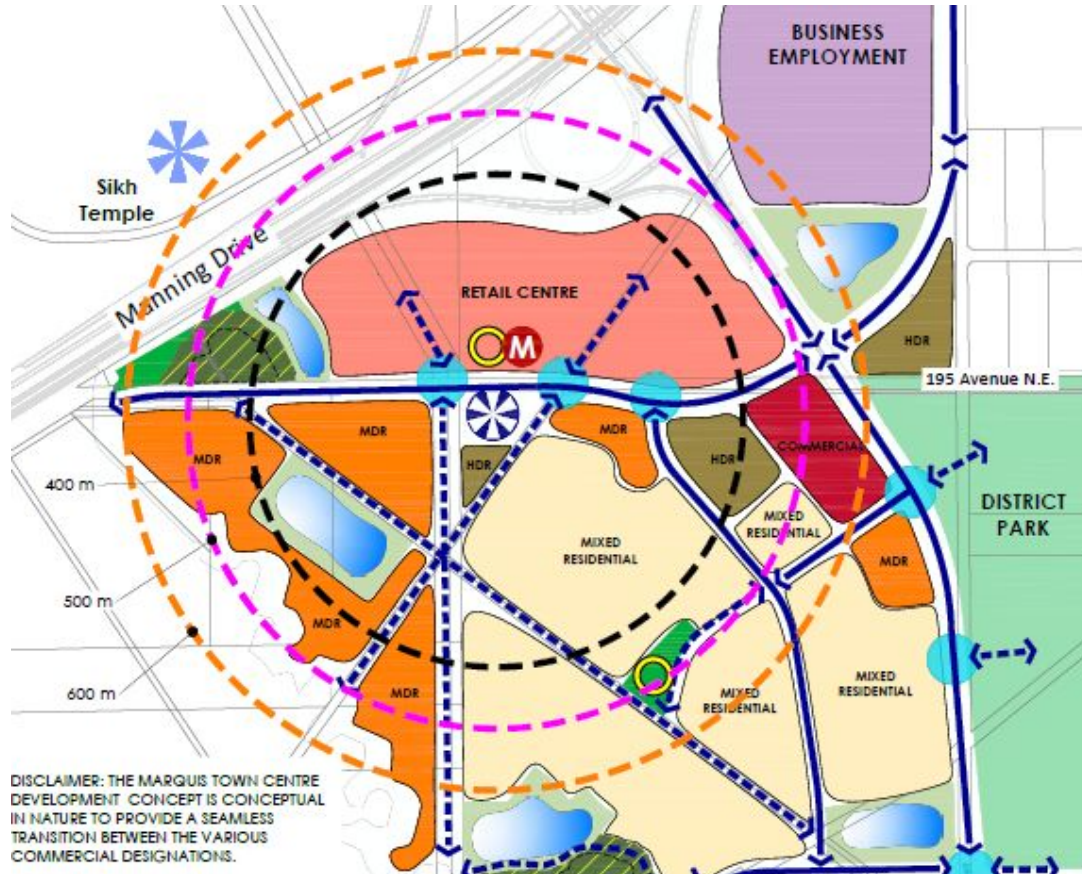 BUSINESS
EMPLOYMENT
Sikh
Temple
Manning Drive
RETAIL CENTRE
M
HDR
195 Avenue N.E.
MDR
MDR
MDR
COMMERCIAL
HDR
HDR
400 m
MIXED
RESIDENTIAL
DISTRICT
PARK
MIXED
RESIDENTIAL
MDR
500 m
MDR
600 m
MDR
MIXED
RESIDENTIAL
MIXED
RESIDENTIAL
DISCLAIMER: THE MARQUIS TOWN CENTRE
DEVELOPMENT CONCEPT IS CONCEPTUAL
IN NATURE TO PROVIDE A SEAMLESS
TRANSITION BETWEEN THE VARIOUS
COMMERCIAL DESIGNATIONS.